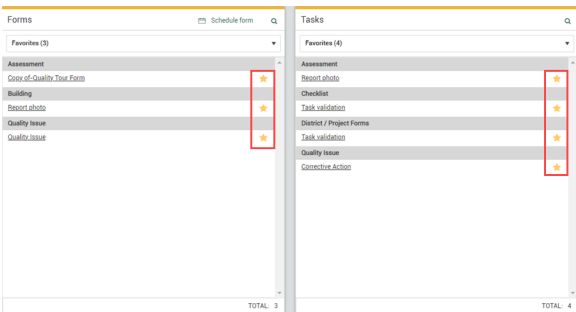 Forms
Schedule form
Favorites (3)
Assessment
Copy-of-Quality Tour Form
Building
Report photo
Quality Issue
Quality Issue
TOTAL: 3
Tasks
Favorites (4)
Assessment
Report photo
Checklist
Task validation
District / Project Forms
Task validation
Quality Issue
Corrective Action
TOTAL: 4